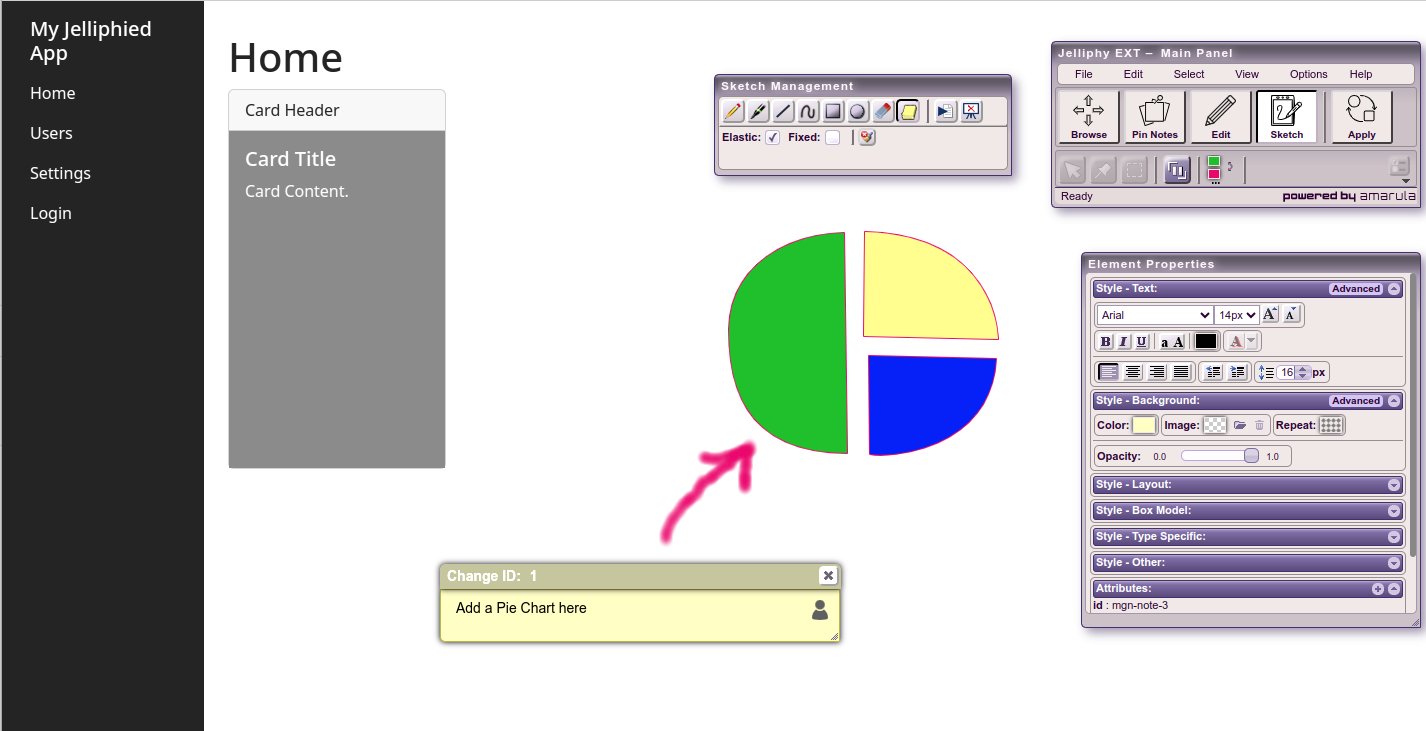 My Jelliphied
App
Home
Users
Settings
Login
Home
Card Header
Card Title
Card Content.
Sketch Management
Elastic: Fixed:
Jelliphy EXT – Main Panel
File Edit Select View Options Help
Browse Pin Notes Edit Sketch Apply
Ready powered by amarula
Element Properties
Style - Text: Advanced
Arial 14px A A
B I U a A A
16 px
Style - Background: Advanced
Color: Image: Repeat:
Opacity: 0.0 1.0
Style - Layout:
Style - Box Model:
Style - Type Specific:
Style - Other:
Attributes:
id : mgn-note-3
Change ID: 1
Add a Pie Chart here